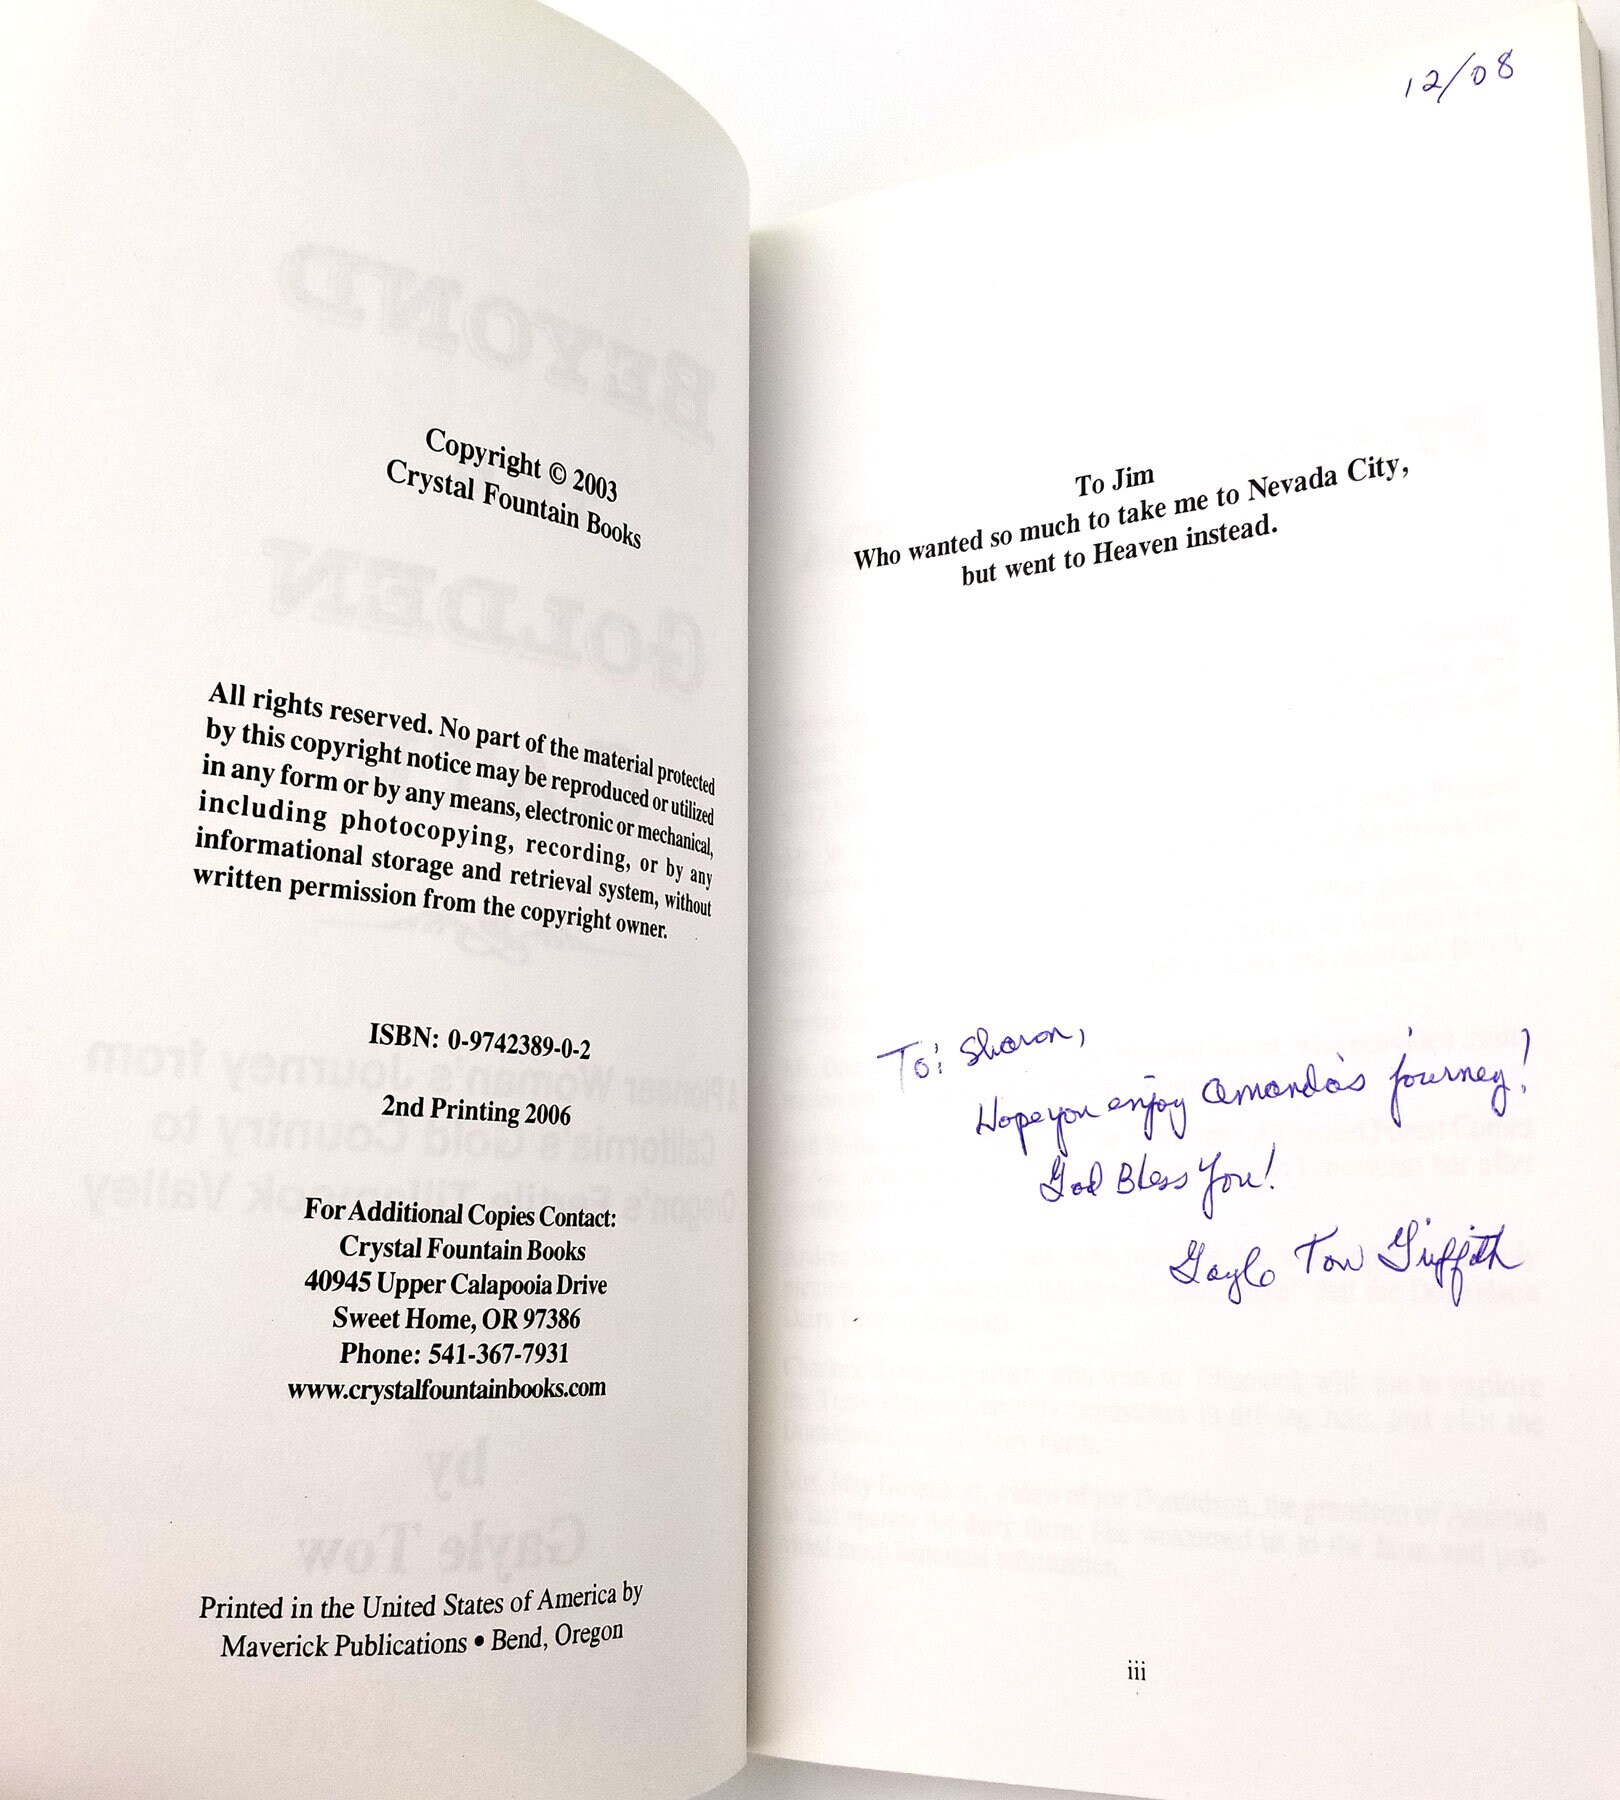 Copyright © 2003
Crystal Fountain Books
All rights reserved. No part of the material protected
by this copyright notice may be reproduced or utilized
in any form or by any means, electronic or mechanical,
including photocopying, recording, or by any
informational storage and retrieval system, without
written permission from the copyright owner.
ISBN: 0-9742389-0-2
2nd Printing 2006
For Additional Copies Contact:
Crystal Fountain Books
40945 Upper Calapooia Drive
Sweet Home, OR 97386
Phone: 541-367-7931
www.crystalfountainbooks.com
Printed in the United States of America by
Maverick Publications • Bend, Oregon
12/08
To Jim
Who wanted so much to take me to Nevada City,
but went to Heaven instead.
To: Sharon,
Hope you enjoy Amanda's journey!
God Bless You!
Gayle Tow Griffith
iii